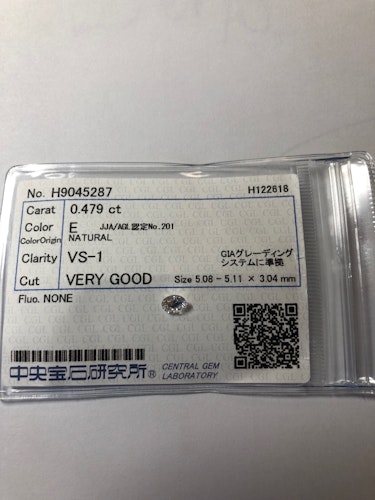 No. H9045287 H122818
Carat 0.479 ct
Color E JJA/AGL認定No.201
ColorOrigin NATURAL
Clarity VS-1 GIAグレーディング
システムに準拠
Cut VERY GOOD Size 5.08 - 5.11 × 3.04 mm
Fluo. NONE
中央宝石研究所® CENTRAL GEM
LABORATORY